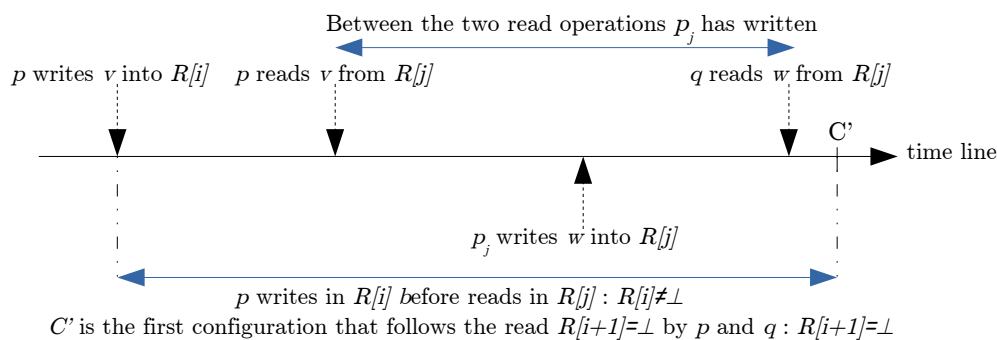 Between the two read operations p_j has written
p writes v into R[i] p reads v from R[j] q reads w from R[j]
C'
time line
p_j writes w into R[j]
p writes in R[i] before reads in R[j] : R[i]≠⊥
C' is the first configuration that follows the read R[i+1]=⊥ by p and q : R[i+1]=⊥